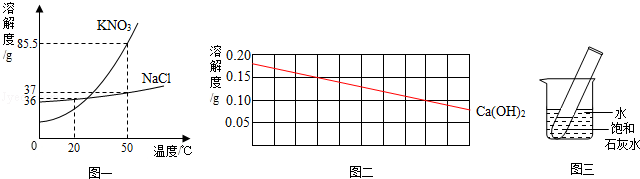 溶解度/g
KNO₃
85.5
NaCl
37
36
0
20
50
温度/℃
图一
溶解度/g
0.20
0.15
0.10
0.05
Ca(OH)₂
图二
水
饱和
石灰水
图三